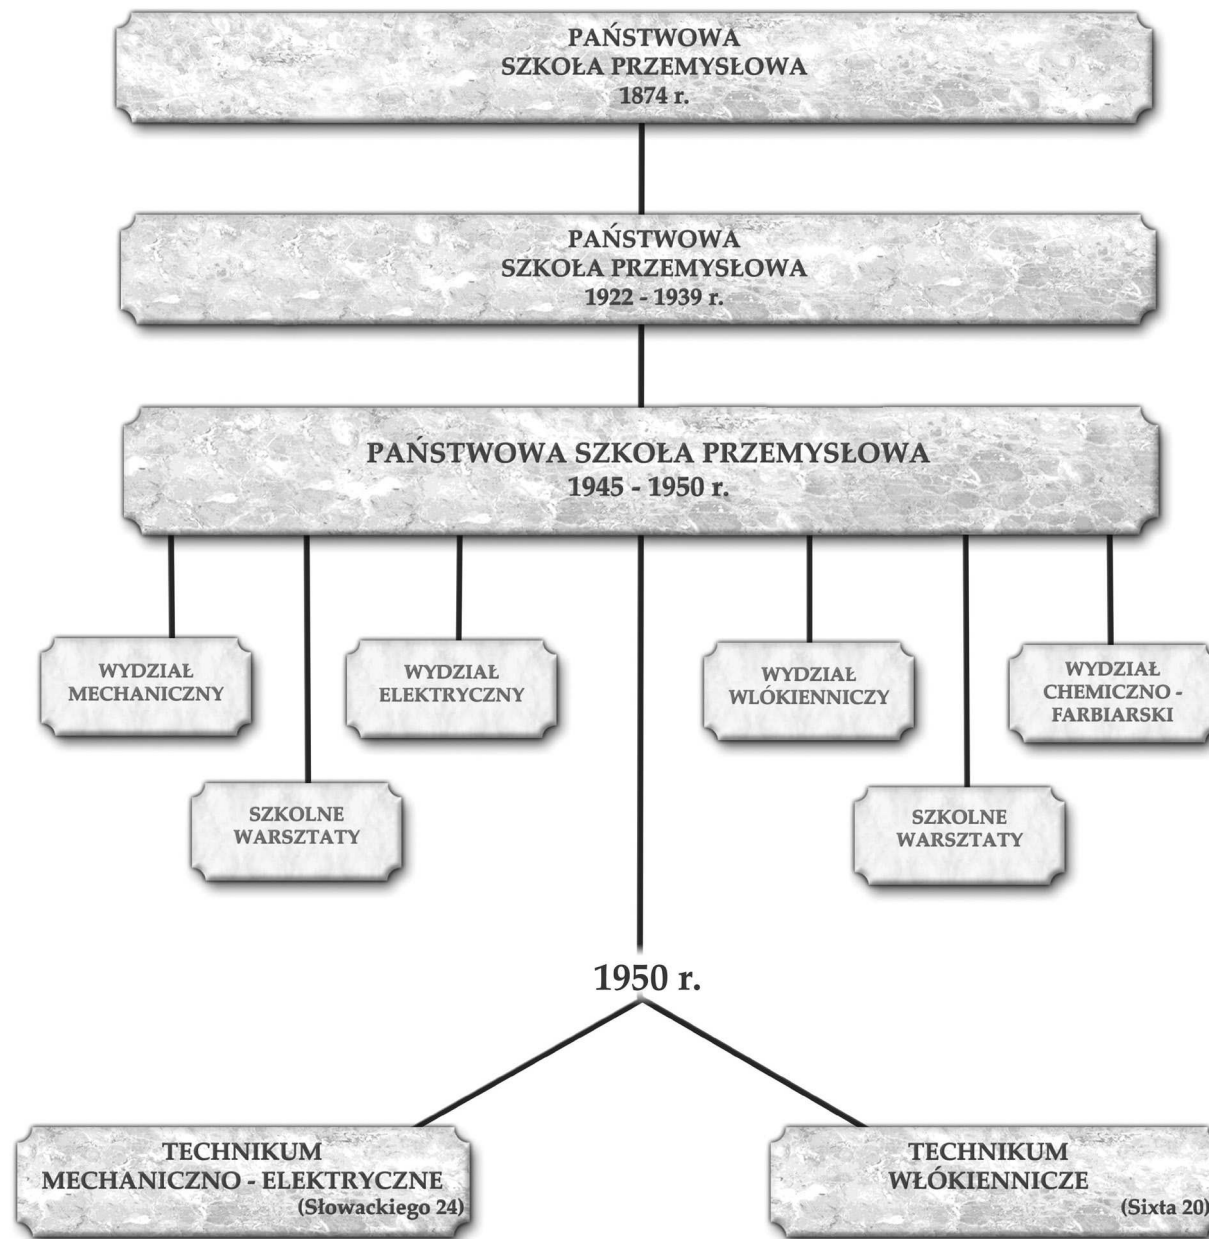 PAŃSTWOWA
SZKOŁA PRZEMYSŁOWA
1874 r.
PAŃSTWOWA
SZKOŁA PRZEMYSŁOWA
1922 - 1939 r.
PAŃSTWOWA SZKOŁA PRZEMYSŁOWA
1945 - 1950 r.
WYDZIAŁ
MECHANICZNY
WYDZIAŁ
ELEKTRYCZNY
WYDZIAŁ
WLÓKIENNICZY
WYDZIAŁ
CHEMICZNO -
FARBIARSKI
SZKOLNE
WARSZTATY
SZKOLNE
WARSZTATY
1950 r.
TECHNIKUM
MECHANICZNO - ELEKTRYCZNE
(Słowackiego 24)
TECHNIKUM
WŁÓKIENNICZE
(Sixta 20)